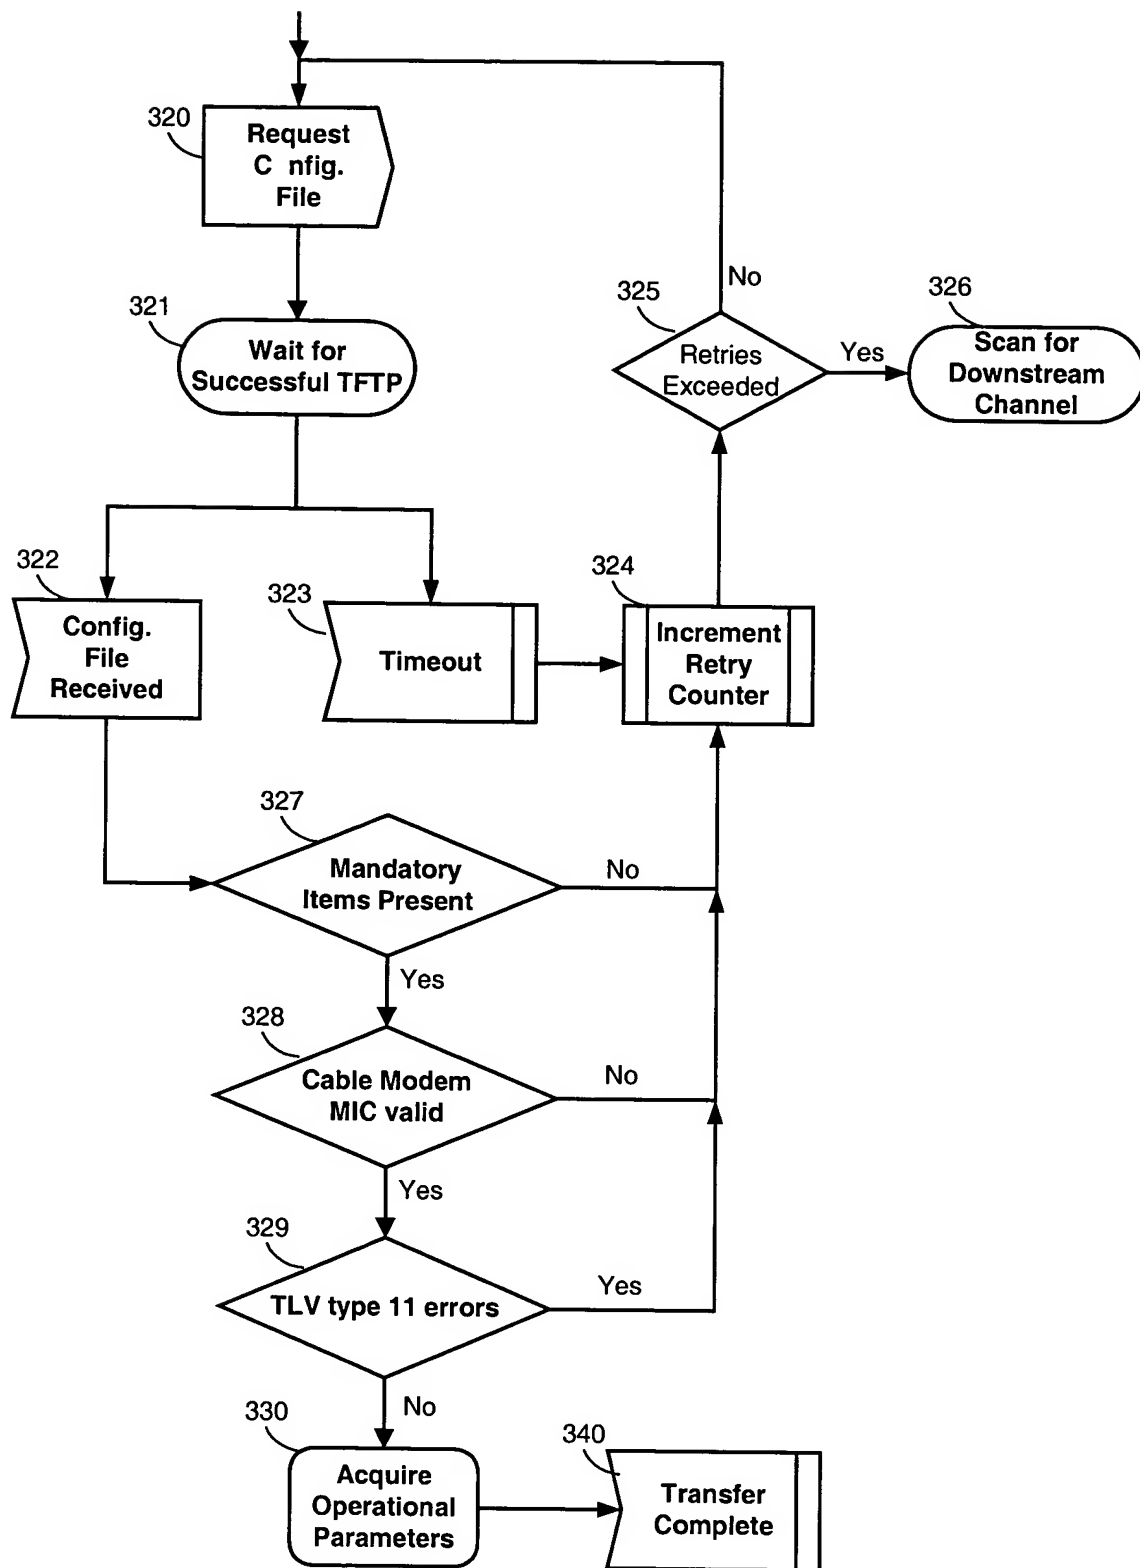 320
Request
C nfig.
File
321
Wait for
Successful TFTP
No
325
Retries
Exceeded
Yes
326
Scan for
Downstream
Channel
322
Config.
File
Received
323
Timeout
324
Increment
Retry
Counter
327
Mandatory
Items Present
No
Yes
328
Cable Modem
MIC valid
No
Yes
329
TLV type 11 errors
Yes
No
330
Acquire
Operational
Parameters
340
Transfer
Complete